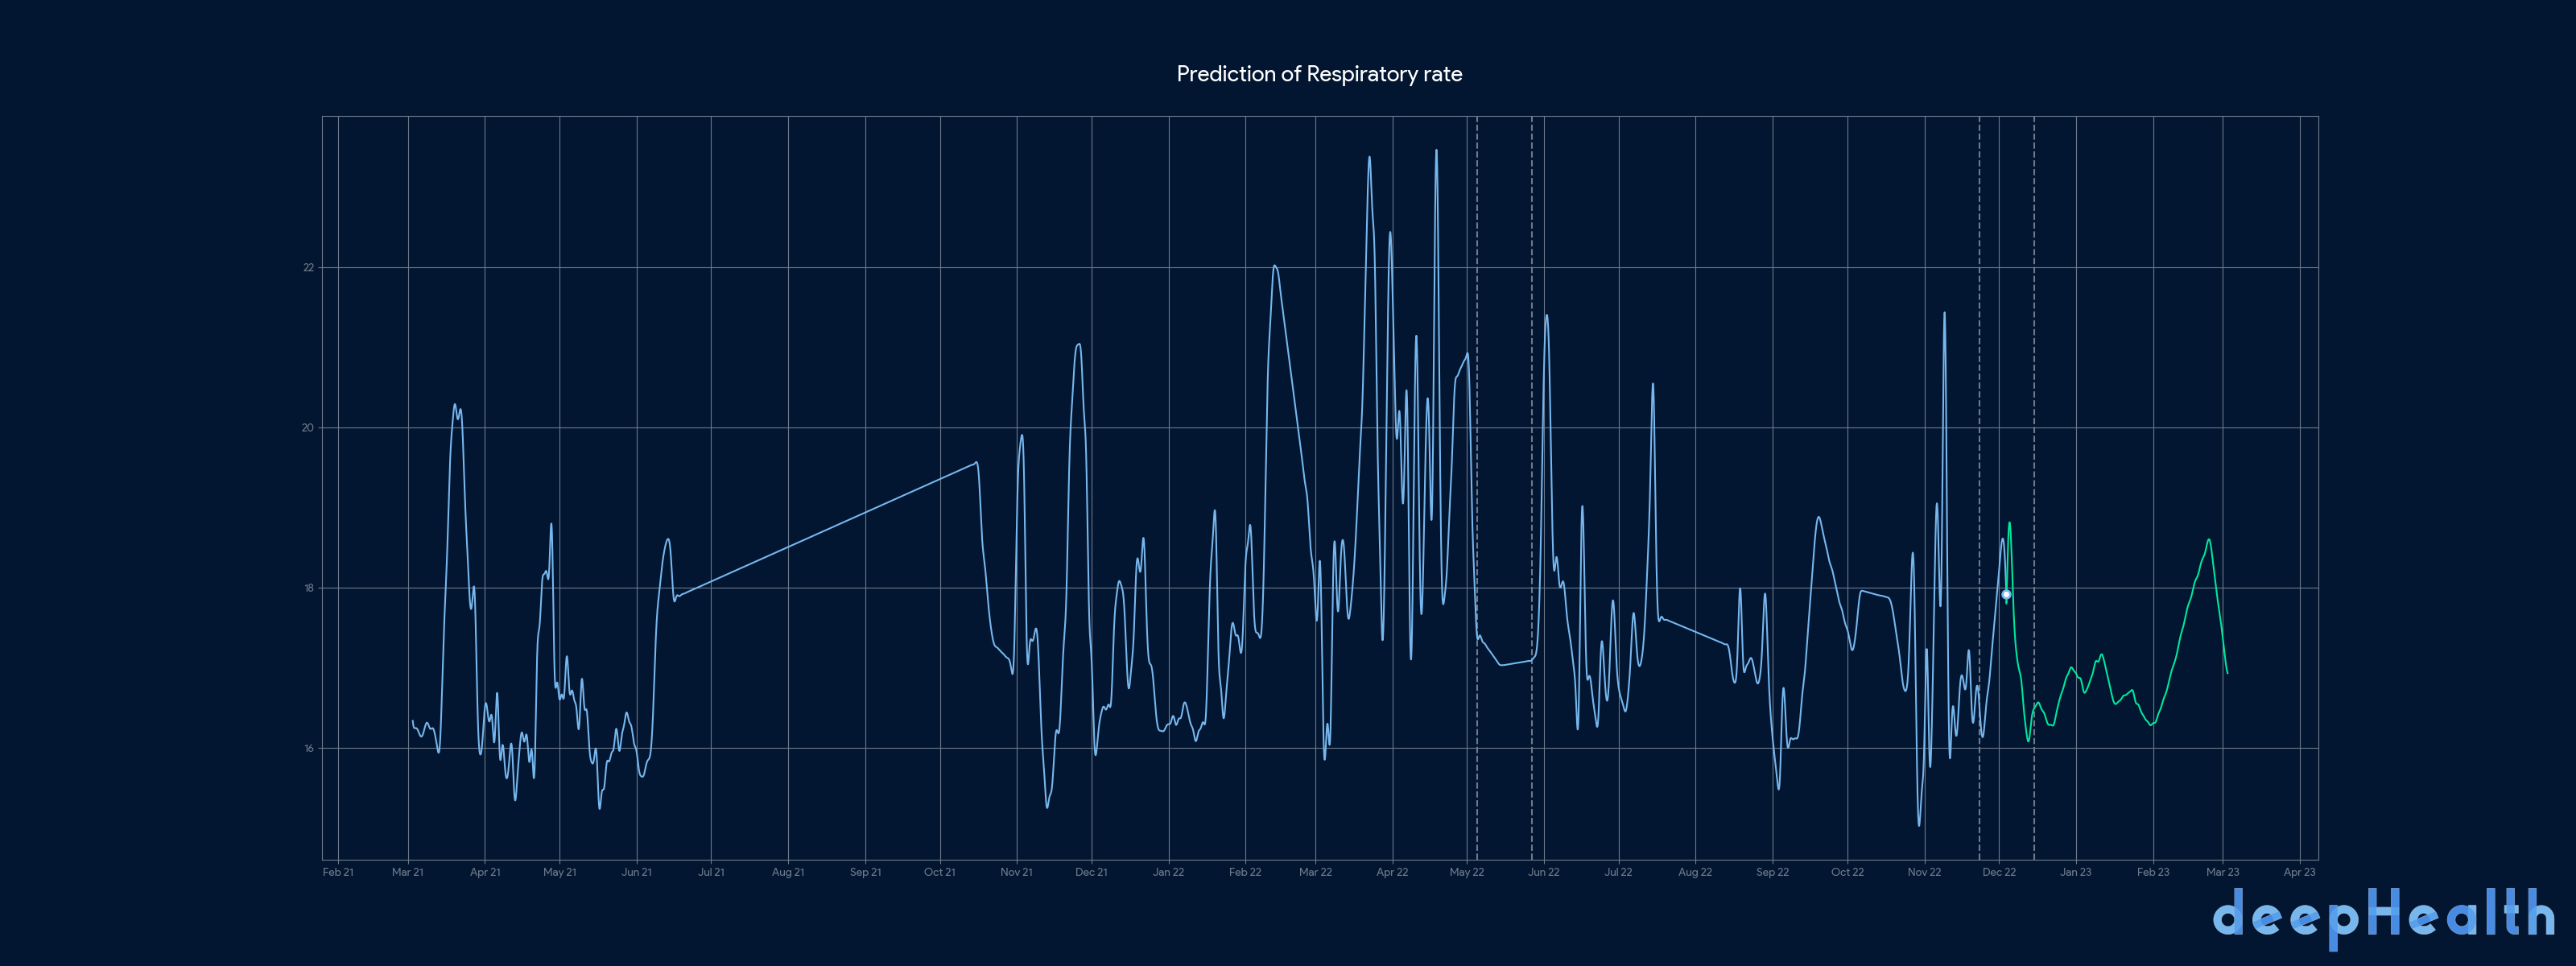 Prediction of Respiratory rate
22
20
18
16
Feb 21 Mar 21 Apr 21 May 21 Jun 21 Jul 21 Aug 21 Sep 21 Oct 21 Nov 21 Dec 21 Jan 22 Feb 22 Mar 22 Apr 22 May 22 Jun 22 Jul 22 Aug 22 Sep 22 Oct 22 Nov 22 Dec 22 Jan 23 Feb 23 Mar 23 Apr 23
deepHealth